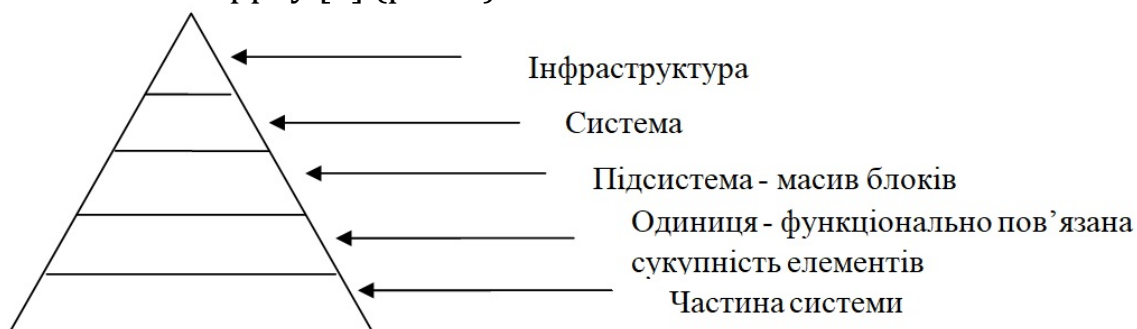 Інфраструктура
Система
Підсистема - масив блоків
Одиниця - функціонально пов’язана
сукупність елементів
Частина системи